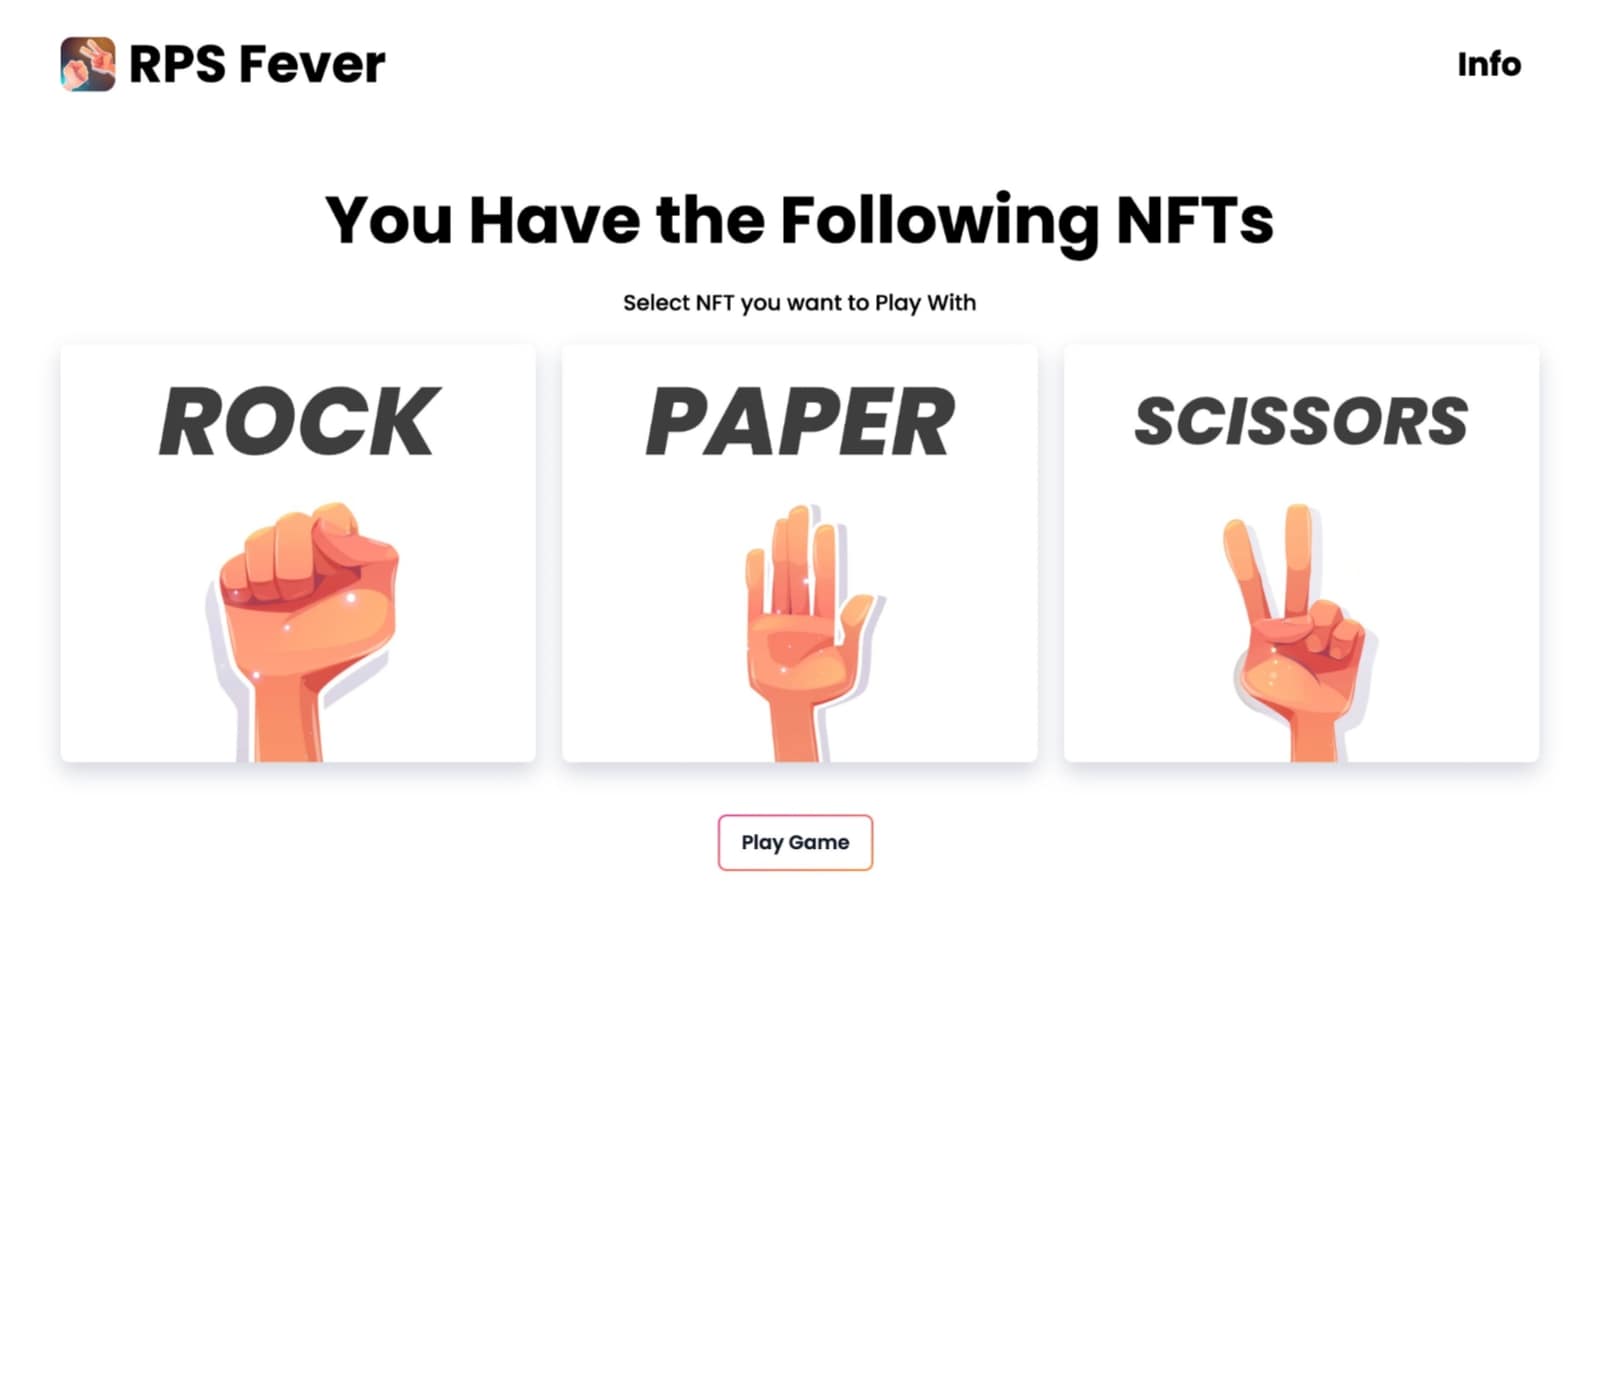 RPS Fever
Info
You Have the Following NFTs
Select NFT you want to Play With
ROCK
PAPER
SCISSORS
Play Game